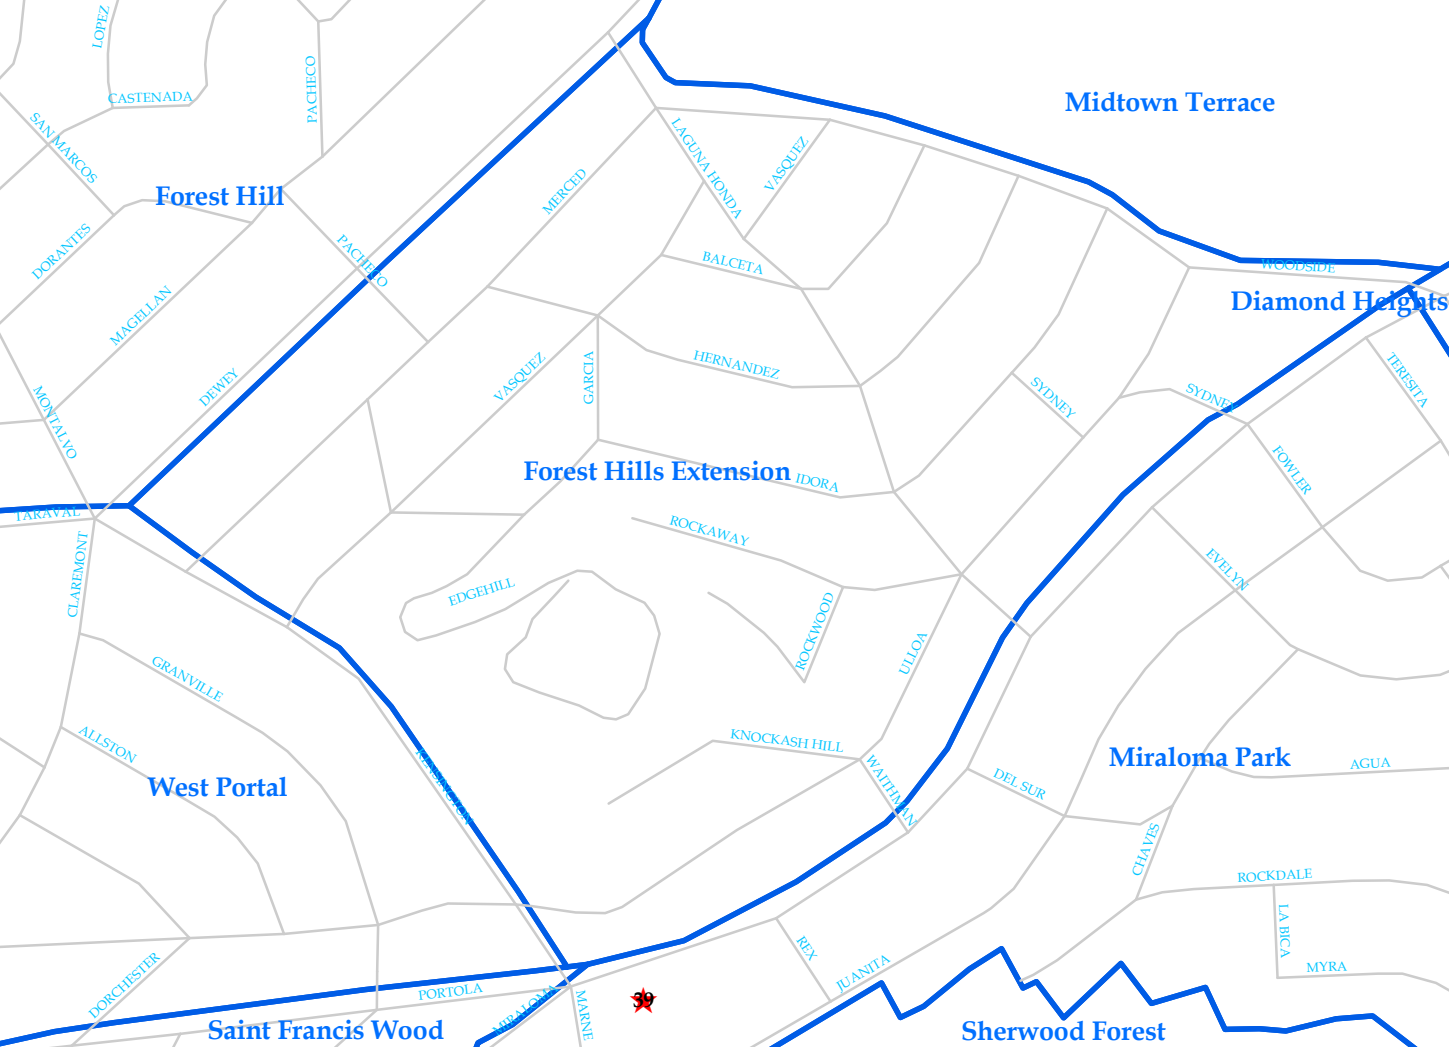 LOPEZ
CASTENADA
PACHECO
SAN MARCOS
Forest Hill
DORANTES
MAGELLAN
PACHECO
DEWEY
MONTALVO
TARAVAL
CLAREMONT
MERCED
LAGUNA HONDA
VASQUEZ
BALCETA
Midtown Terrace
WOODSIDE
Diamond Heights
TERESITA
HERNANDEZ
GARCIA
VASQUEZ
SYDNEY
SYDNEY
FOWLER
Forest Hills Extension
IDORA
ROCKAWAY
EVELYN
EDGEHILL
ROCKWOOD
ULLOA
GRANVILLE
ALLSTON
West Portal
KENSINGTON
KNOCKASH HILL
WAITHMAN
DEL SUR
Miraloma Park
AGUA
CHAVES
ROCKDALE
LA BICA
MYRA
REX
JUANITA
DORCHESTER
PORTOLA
MIRALOMA
MARNE
39
Saint Francis Wood
Sherwood Forest